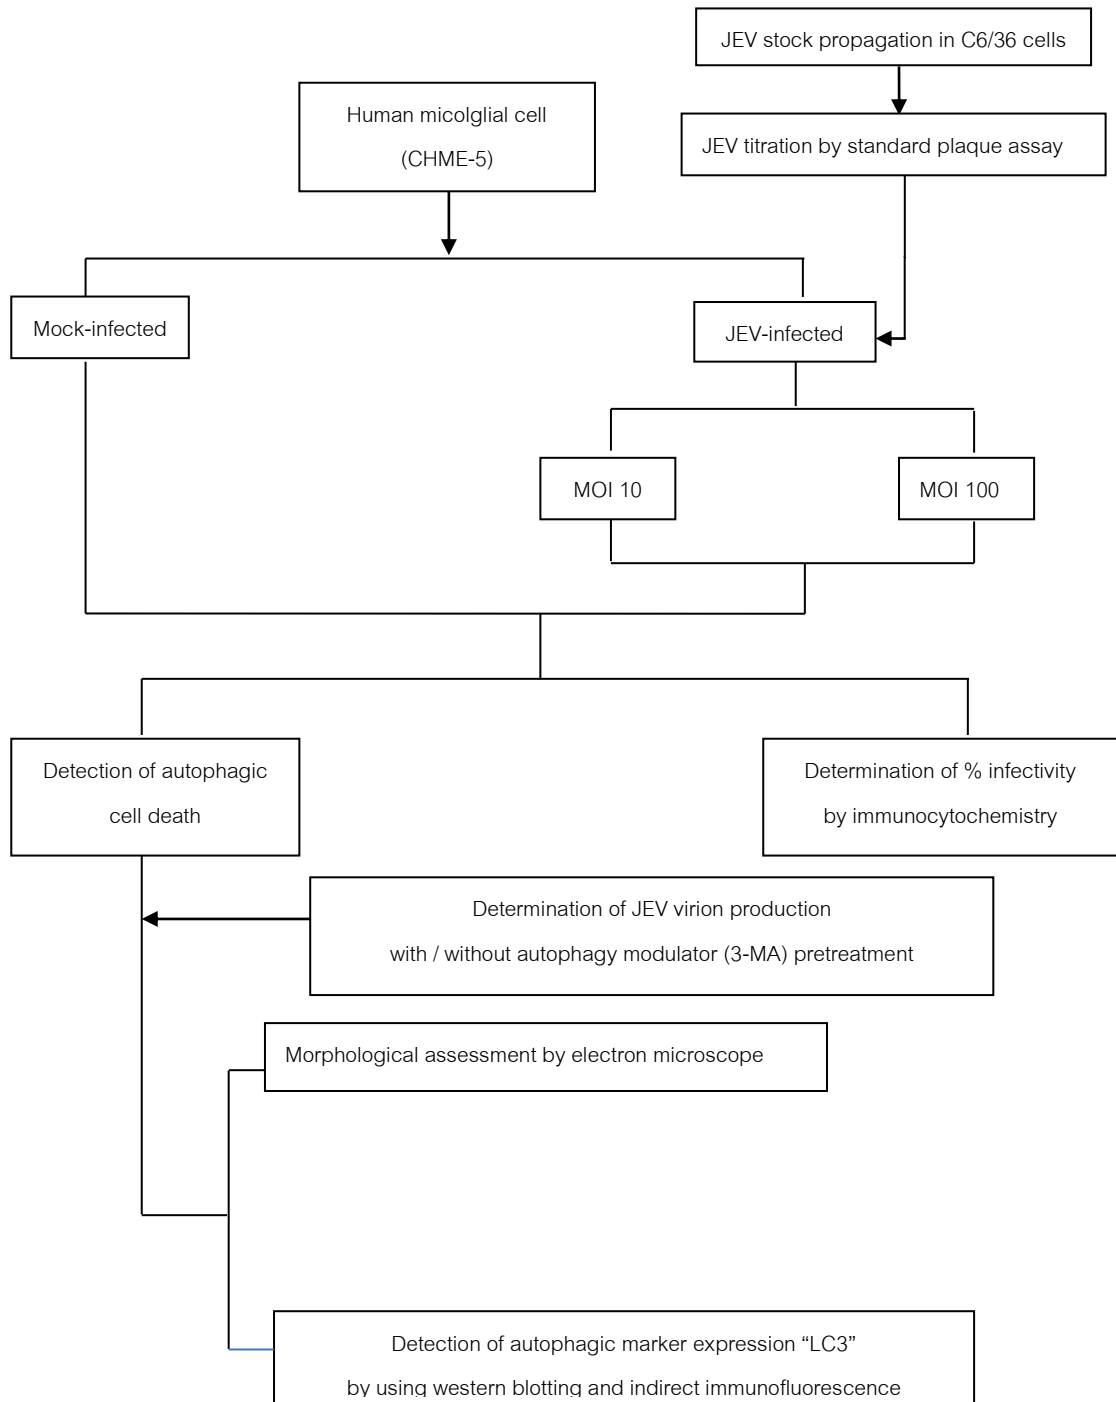 JEV stock propagation in C6/36 cells
Human micolglial cell
(CHME-5)
JEV titration by standard plaque assay
Mock-infected
JEV-infected
MOI 10
MOI 100
Detection of autophagic
cell death
Determination of % infectivity
by immunocytochemistry
Determination of JEV virion production
with / without autophagy modulator (3-MA) pretreatment
Morphological assessment by electron microscope
Detection of autophagic marker expression “LC3”
by using western blotting and indirect immunofluorescence